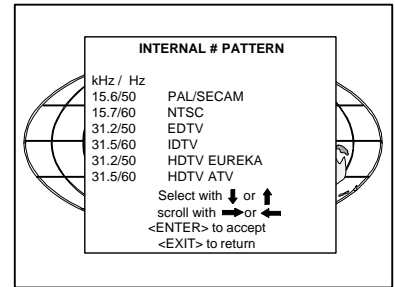 INTERNAL # PATTERN
kHz / Hz
15.6/50 PAL/SECAM
15.7/60 NTSC
31.2/50 EDTV
31.5/60 IDTV
31.2/50 HDTV EUREKA
31.5/60 HDTV ATV
Select with ⬇ or ⬆
scroll with ➡ or ⬅
<ENTER> to accept
<EXIT> to return